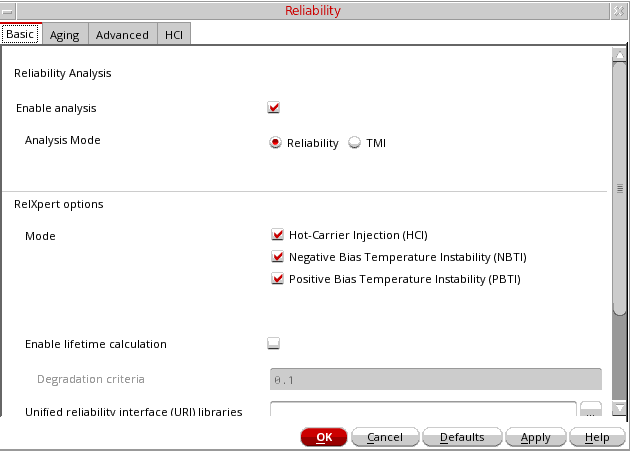 Reliability
Basic Aging Advanced HCI
Reliability Analysis
Enable analysis
Analysis Mode Reliability TMI
RelXpert options
Mode Hot-Carrier Injection (HCI)
Negative Bias Temperature Instability (NBTI)
Positive Bias Temperature Instability (PBTI)
Enable lifetime calculation
Degradation criteria 0.1
Unified reliability interface (URI) libraries ...
OK Cancel Defaults Apply Help